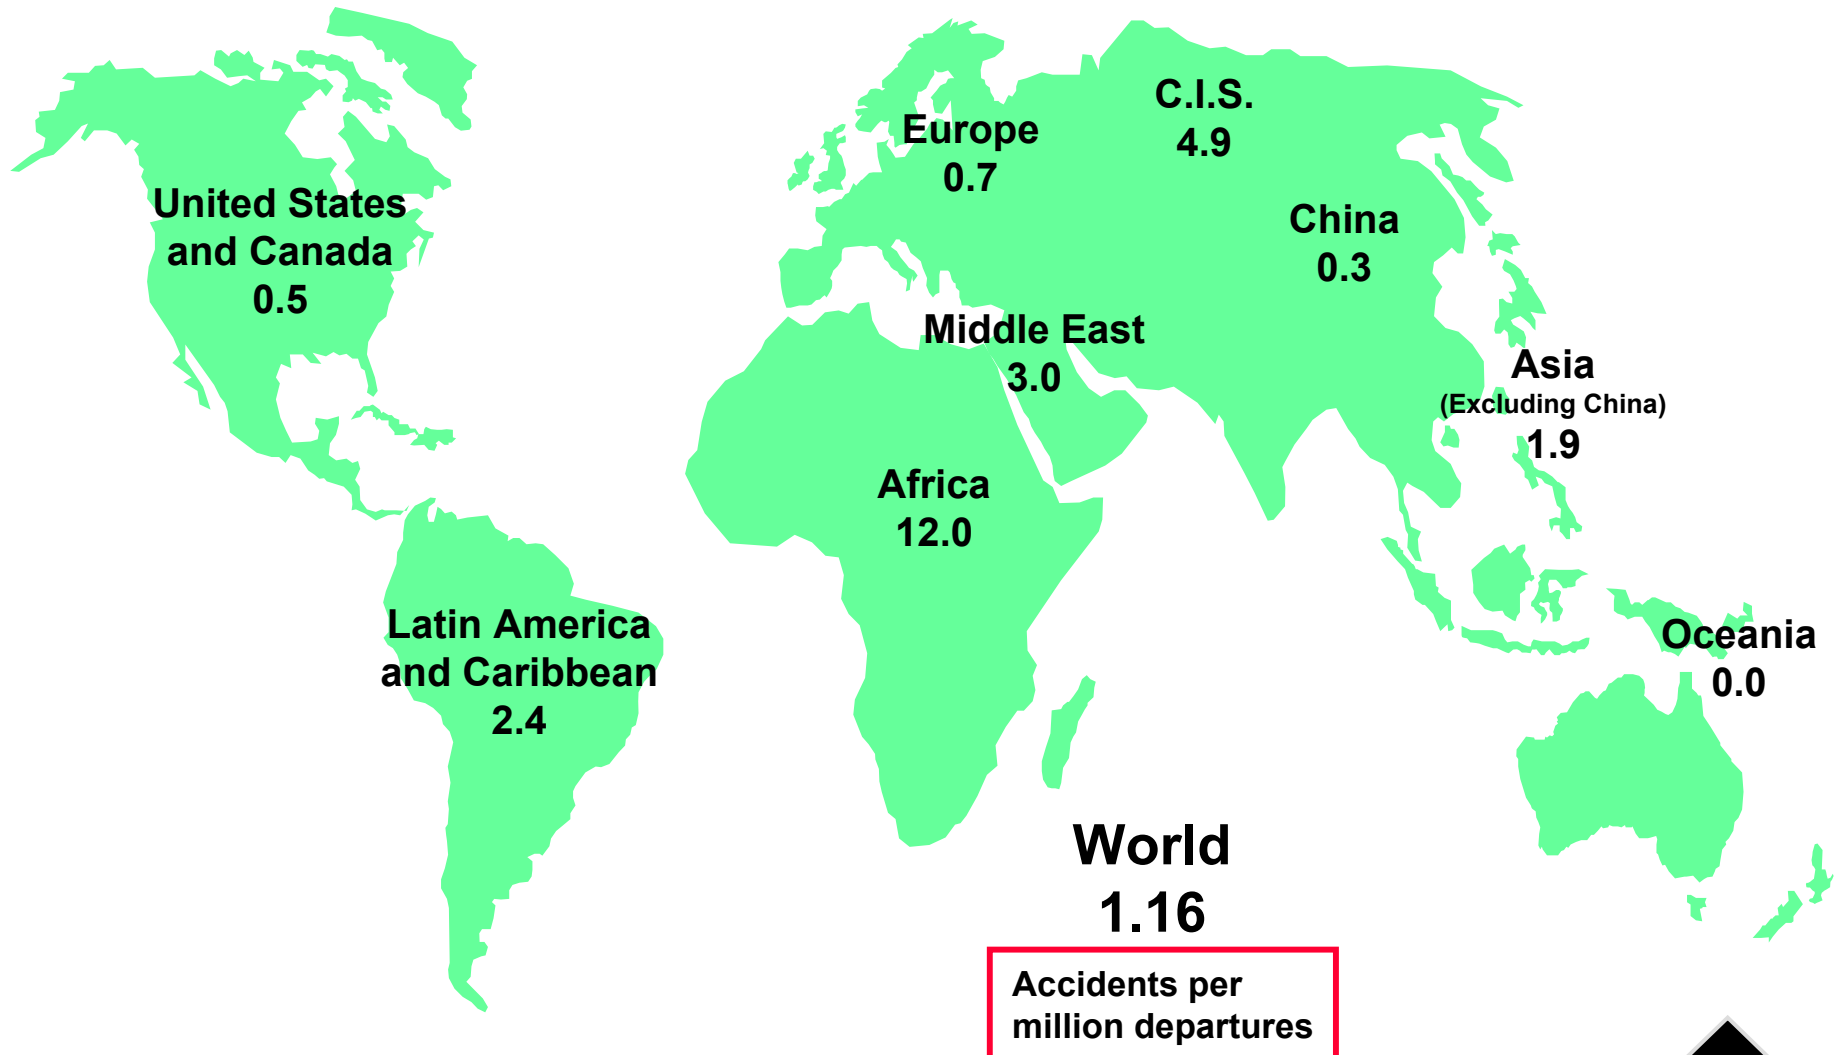 C.I.S.
4.9
Europe
0.7
United States
and Canada
0.5
China
0.3
Middle East
3.0
Asia
(Excluding China)
1.9
Africa
12.0
Latin America
and Caribbean
2.4
Oceania
0.0
World
1.16
Accidents per
million departures